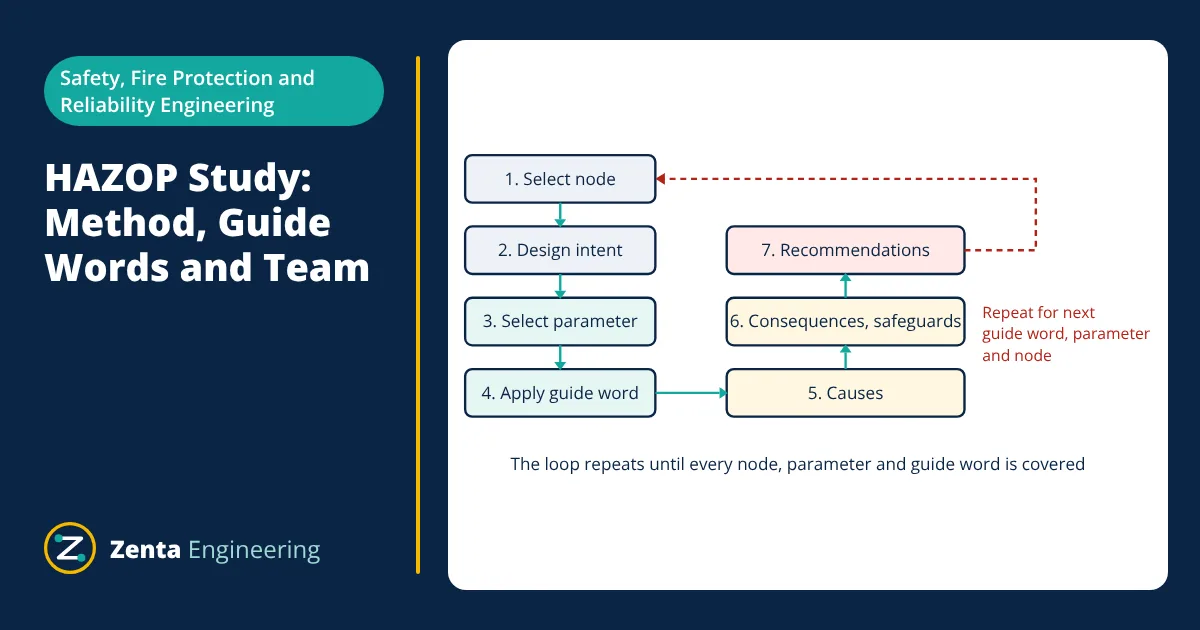 Safety, Fire Protection and
Reliability Engineering
HAZOP Study:
Method, Guide
Words and Team
Zenta Engineering
1. Select node
2. Design intent
3. Select parameter
4. Apply guide word
5. Causes
6. Consequences, safeguards
7. Recommendations
Repeat for next
guide word, parameter
and node
The loop repeats until every node, parameter and guide word is covered